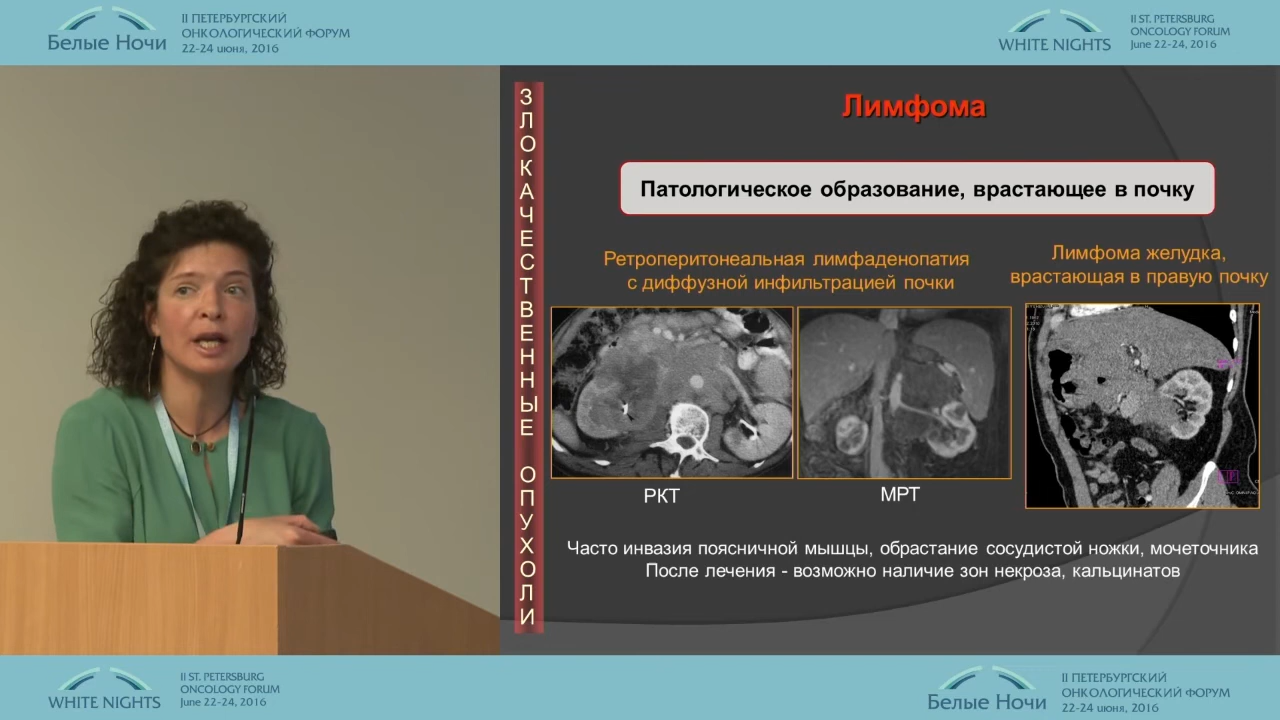 Белые Ночи
II ПЕТЕРБУРГСКИЙ
ОНКОЛОГИЧЕСКИЙ ФОРУМ
22-24 июня, 2016
WHITE NIGHTS
II ST. PETERSBURG
ONCOLOGY FORUM
June 22-24, 2016
ЗЛОКАЧЕСТВЕННЫЕ ОПУХОЛИ
Лимфома
Патологическое образование, врастающее в почку
Ретроперитонеальная лимфаденопатия
с диффузной инфильтрацией почки
Лимфома желудка,
врастающая в правую почку
РКТ
МРТ
Часто инвазия поясничной мышцы, обрастание сосудистой ножки, мочеточника
После лечения - возможно наличие зон некроза, кальцинатов
WHITE NIGHTS
II ST. PETERSBURG
ONCOLOGY FORUM
June 22-24, 2016
Белые Ночи
II ПЕТЕРБУРГСКИЙ
ОНКОЛОГИЧЕСКИЙ ФОРУМ
22-24 июня, 2016